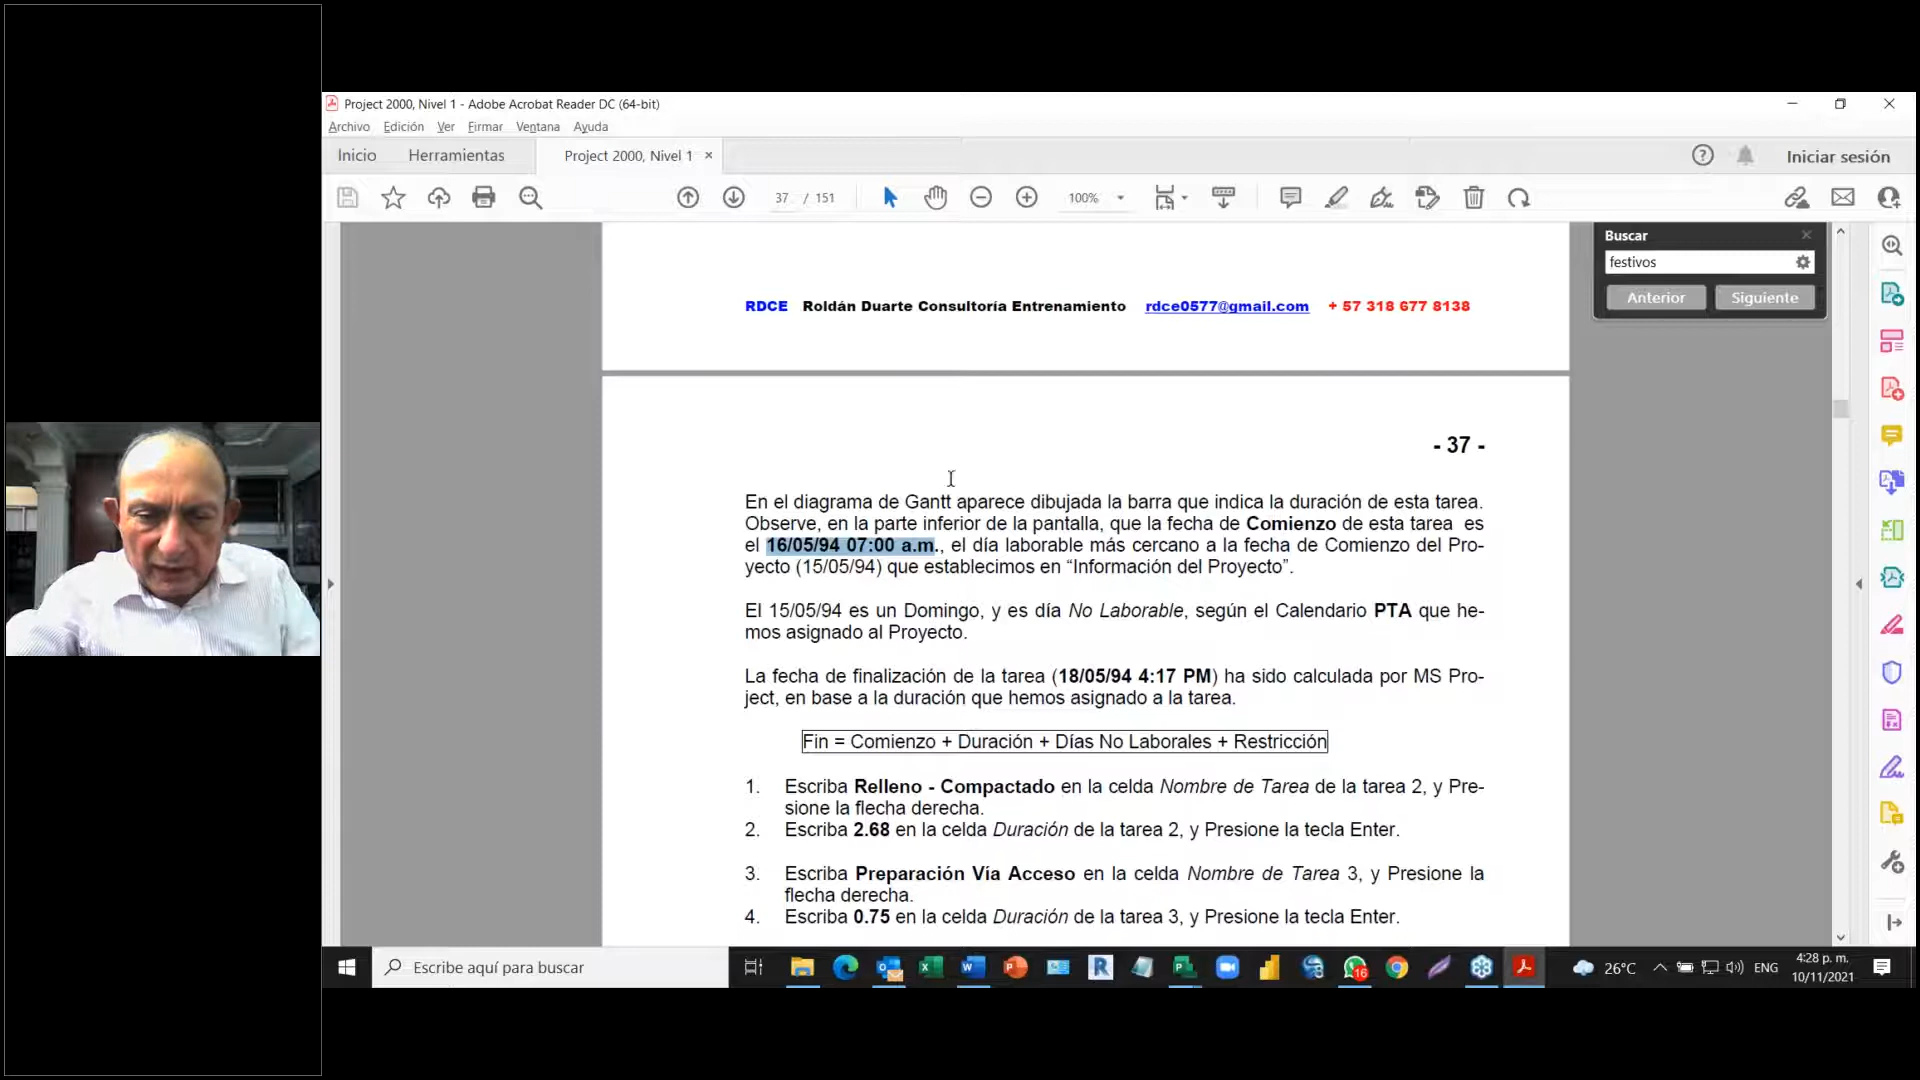 Project 2000, Nivel 1 - Adobe Acrobat Reader DC (64-bit)
Archivo Edición Ver Firmar Ventana Ayuda
Inicio Herramientas Project 2000, Nivel 1 × Iniciar sesión
37 / 151 100%
Buscar
festivos
Anterior Siguiente
RDCE Roldán Duarte Consultoría Entrenamiento rdce0577@gmail.com + 57 318 677 8138
- 37 -
En el diagrama de Gantt aparece dibujada la barra que indica la duración de esta tarea.
Observe, en la parte inferior de la pantalla, que la fecha de Comienzo de esta tarea es
el 16/05/94 07:00 a.m., el día laborable más cercano a la fecha de Comienzo del Pro-
yecto (15/05/94) que establecimos en “Información del Proyecto”.
El 15/05/94 es un Domingo, y es día No Laborable, según el Calendario PTA que he-
mos asignado al Proyecto.
La fecha de finalización de la tarea (18/05/94 4:17 PM) ha sido calculada por MS Pro-
ject, en base a la duración que hemos asignado a la tarea.
Fin = Comienzo + Duración + Días No Laborales + Restricción
1. Escriba Relleno - Compactado en la celda Nombre de Tarea de la tarea 2, y Pre-
sione la flecha derecha.
2. Escriba 2.68 en la celda Duración de la tarea 2, y Presione la tecla Enter.
3. Escriba Preparación Vía Acceso en la celda Nombre de Tarea 3, y Presione la
flecha derecha.
4. Escriba 0.75 en la celda Duración de la tarea 3, y Presione la tecla Enter.
Escribe aquí para buscar
16
26°C
ENG
4:28 p. m.
10/11/2021